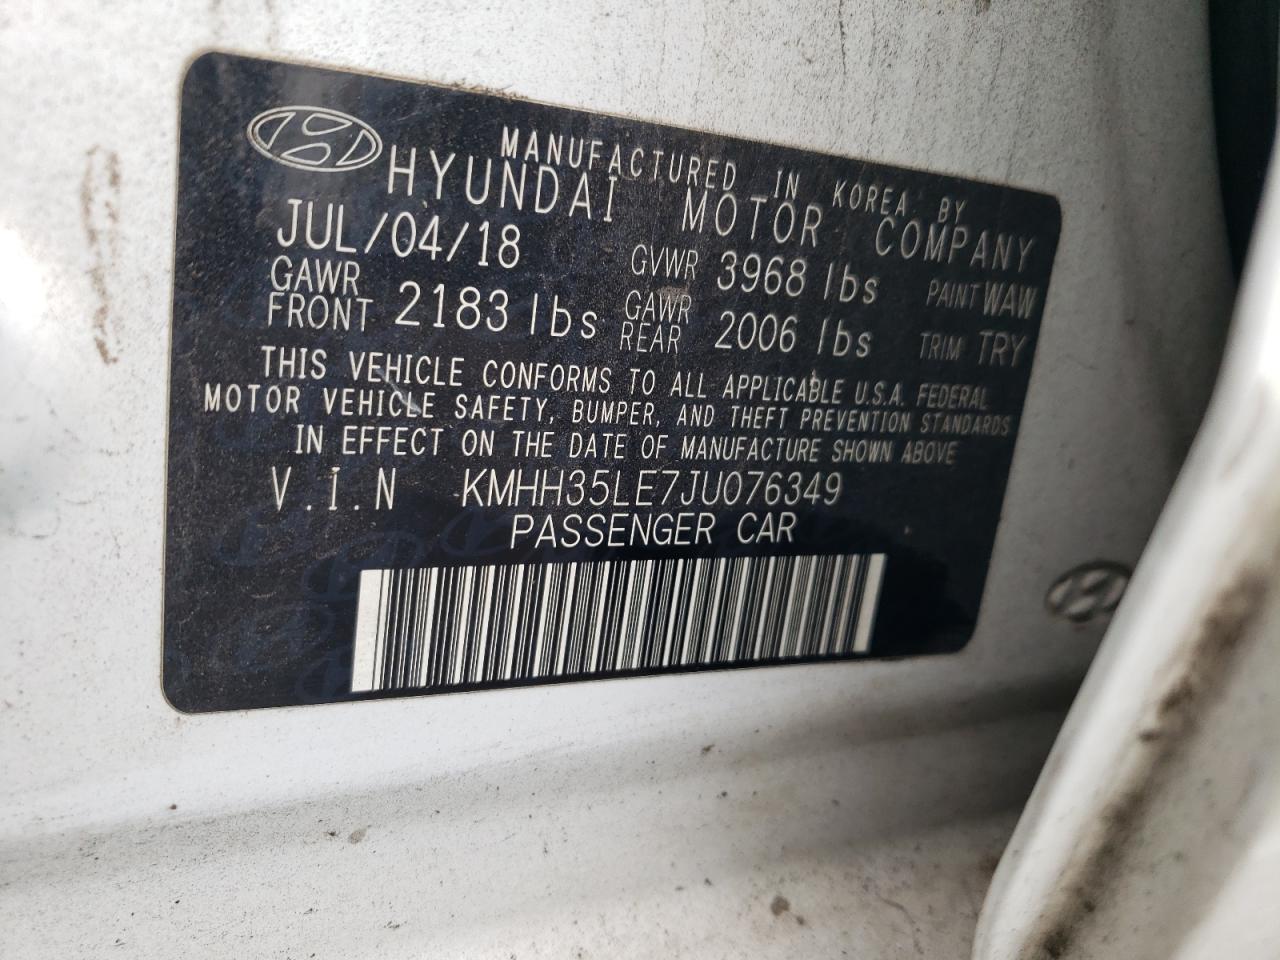 MANUFACTURED IN KOREA BY
HYUNDAI MOTOR COMPANY
JUL/04/18 GVWR 3968 lbs PAINT WAW
GAWR FRONT 2183 lbs GAWR REAR 2006 lbs TRIM TRY
THIS VEHICLE CONFORMS TO ALL APPLICABLE U.S.A. FEDERAL
MOTOR VEHICLE SAFETY, BUMPER, AND THEFT PREVENTION STANDARDS
IN EFFECT ON THE DATE OF MANUFACTURE SHOWN ABOVE
V.I.N KMHH35LE7JU076349
PASSENGER CAR